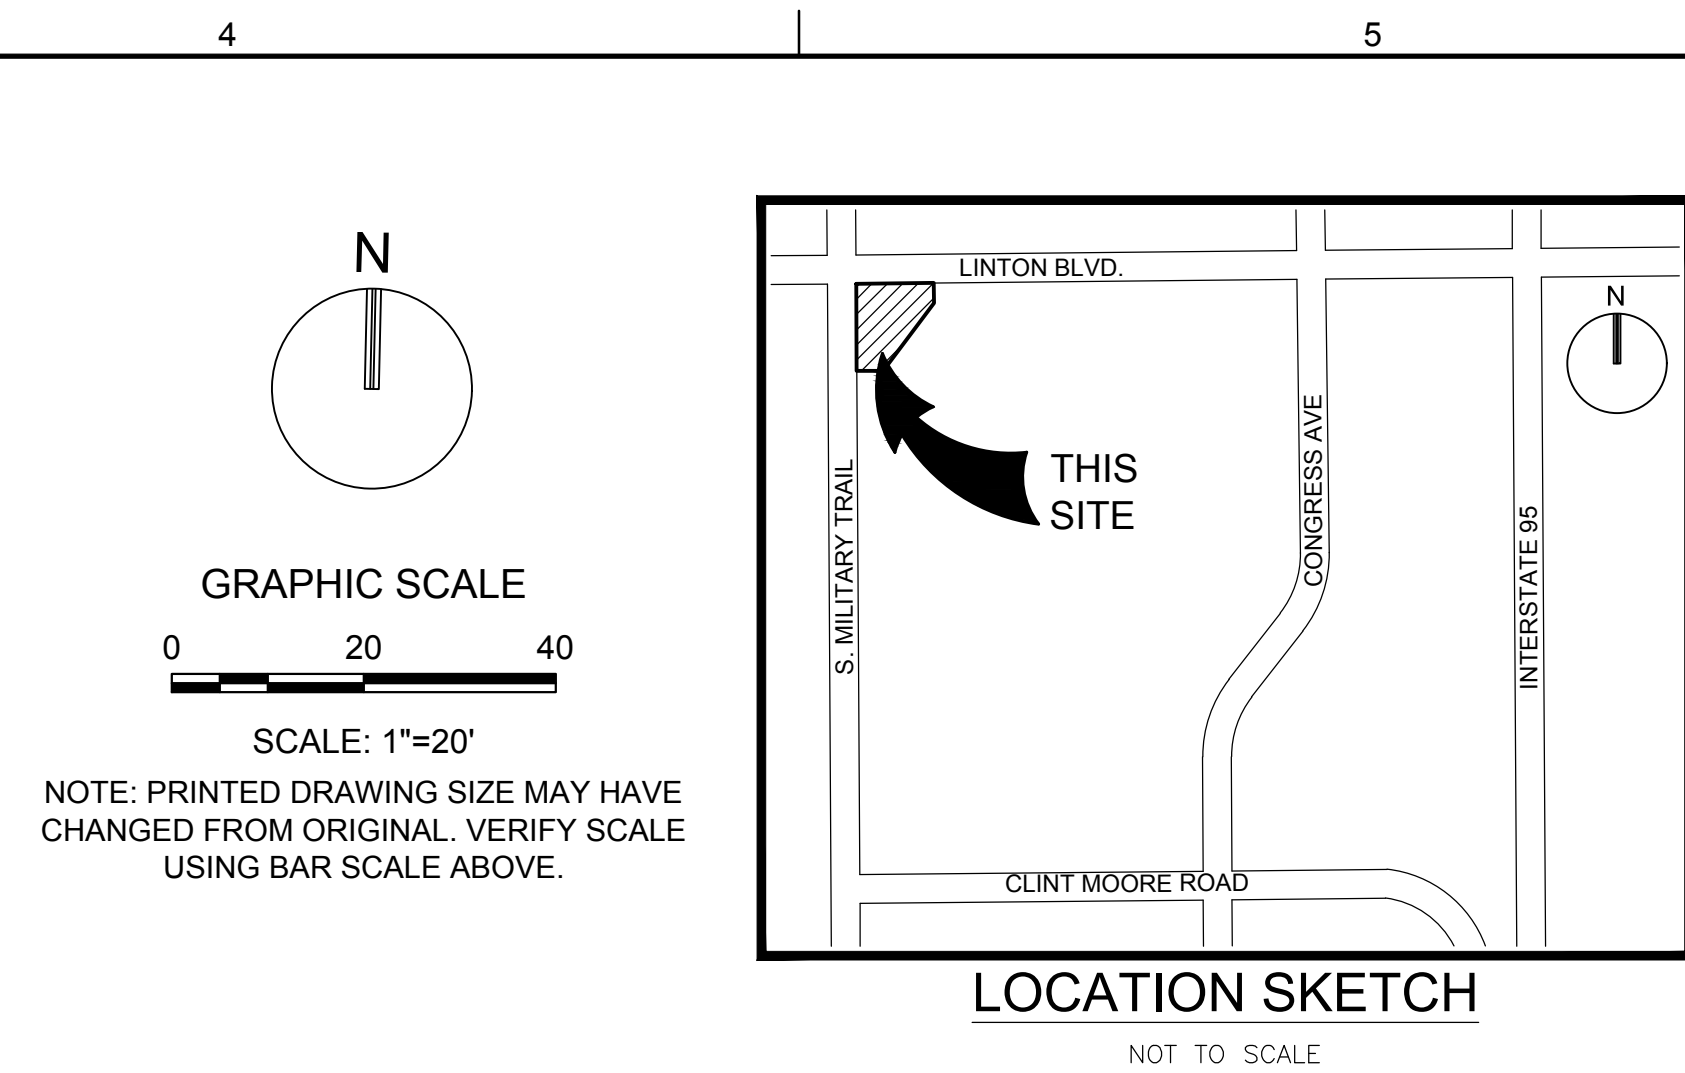 4
5
N
GRAPHIC SCALE
0 20 40
SCALE: 1"=20'
NOTE: PRINTED DRAWING SIZE MAY HAVE
CHANGED FROM ORIGINAL. VERIFY SCALE
USING BAR SCALE ABOVE.
LINTON BLVD.
N
THIS
SITE
S. MILITARY TRAIL
CONGRESS AVE
INTERSTATE 95
CLINT MOORE ROAD
LOCATION SKETCH
NOT TO SCALE